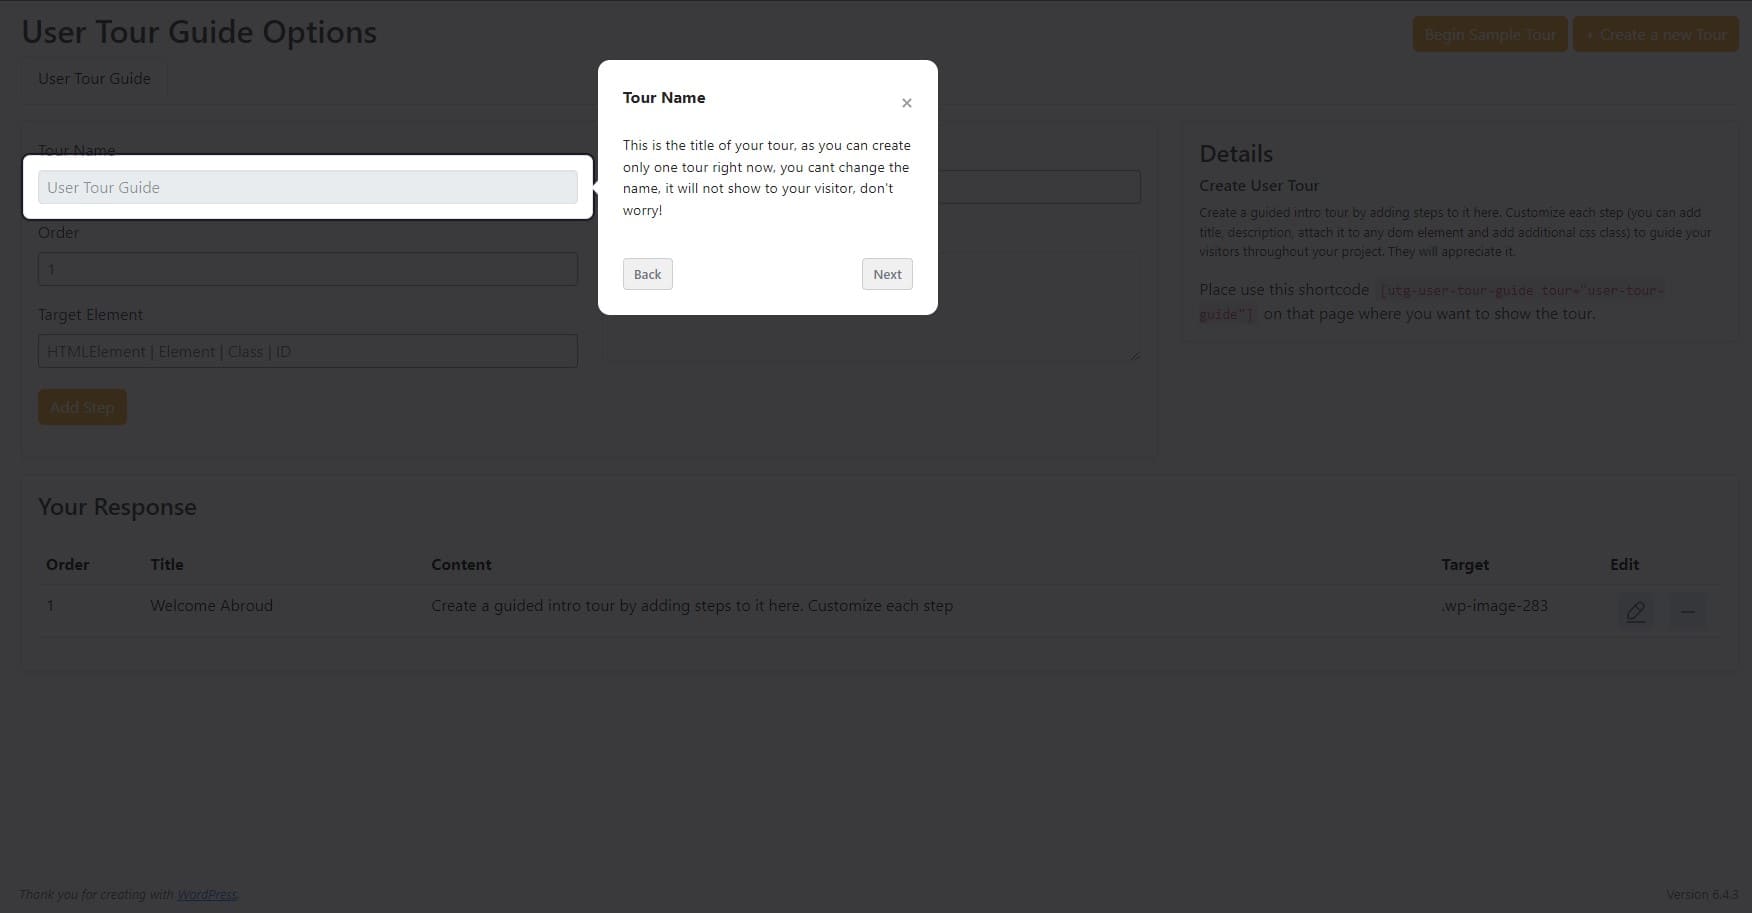 User Tour Guide Options
Begin Sample Tour
+ Create a new Tour
User Tour Guide
Tour Name
User Tour Guide
Order
1
Target Element
HTMLElement | Element | Class | ID
Add Step
Tour Name
×
This is the title of your tour, as you can create
only one tour right now, you cant change the
name, it will not show to your visitor, don't
worry!
Back
Next
Details
Create User Tour
Create a guided intro tour by adding steps to it here. Customize each step (you can add
title, description, attach it to any dom element and add additional css class) to guide your
visitors throughout your project. They will appreciate it.
Place use this shortcode [utg-user-tour-guide tour="user-tour-
guide"] on that page where you want to show the tour.
Your Response
Order Title Content Target Edit
1 Welcome Abroud Create a guided intro tour by adding steps to it here. Customize each step .wp-image-283
Thank you for creating with WordPress.
Version 6.4.3